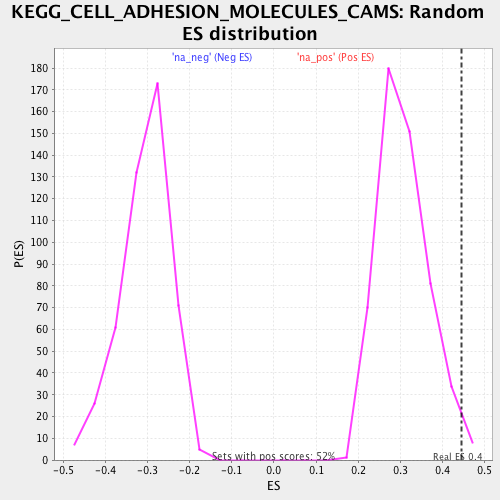 KEGG_CELL_ADHESION_MOLECULES_CAMS: Random
ES distribution
'na_neg' (Neg ES) 'na_pos' (Pos ES)
180
170
160
150
140
130
120
110
100
90
80
70
60
50
40
30
20
10
0
P(ES)
Sets with pos scores: 52%
Real ES 0.4
-0.5 -0.4 -0.3 -0.2 -0.1 0.0 0.1 0.2 0.3 0.4 0.5
ES